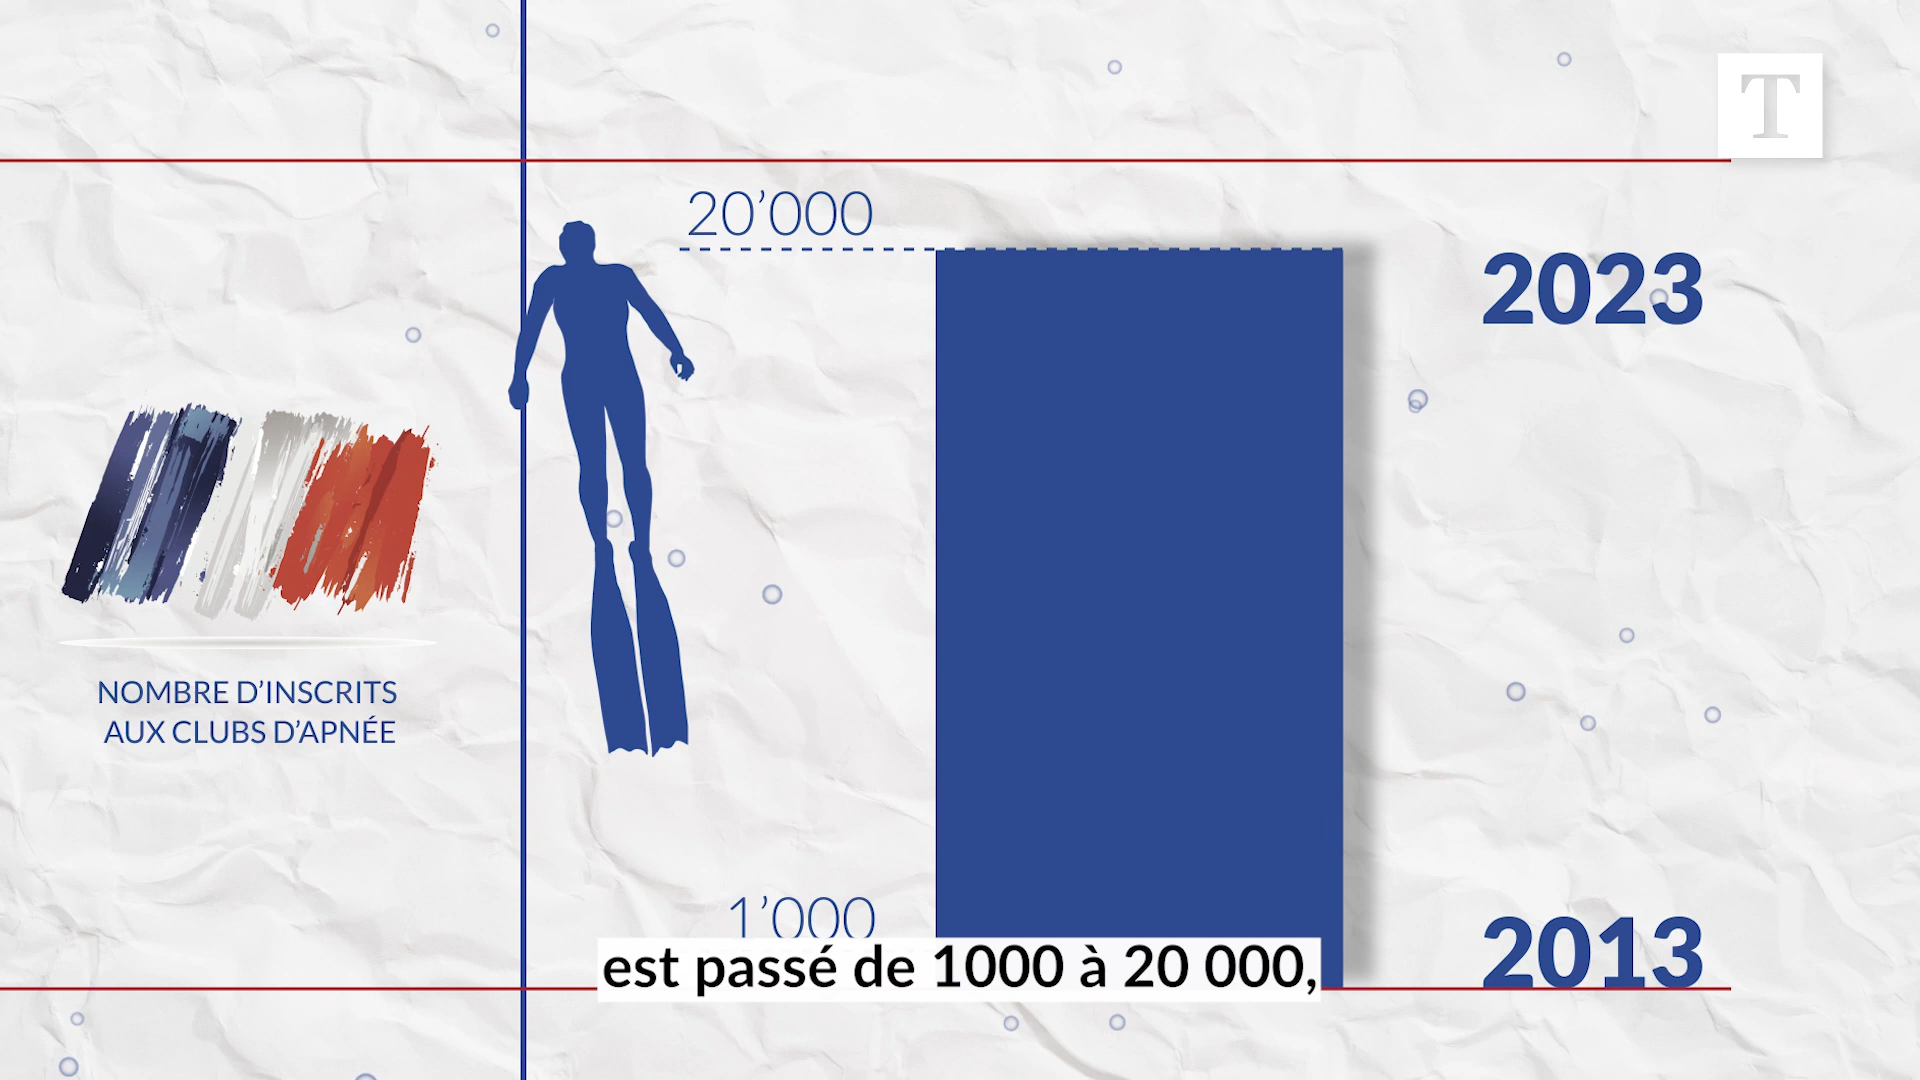 T
20’000
2023
NOMBRE D’INSCRITS
AUX CLUBS D’APNÉE
1’000
2013
est passé de 1000 à 20 000,